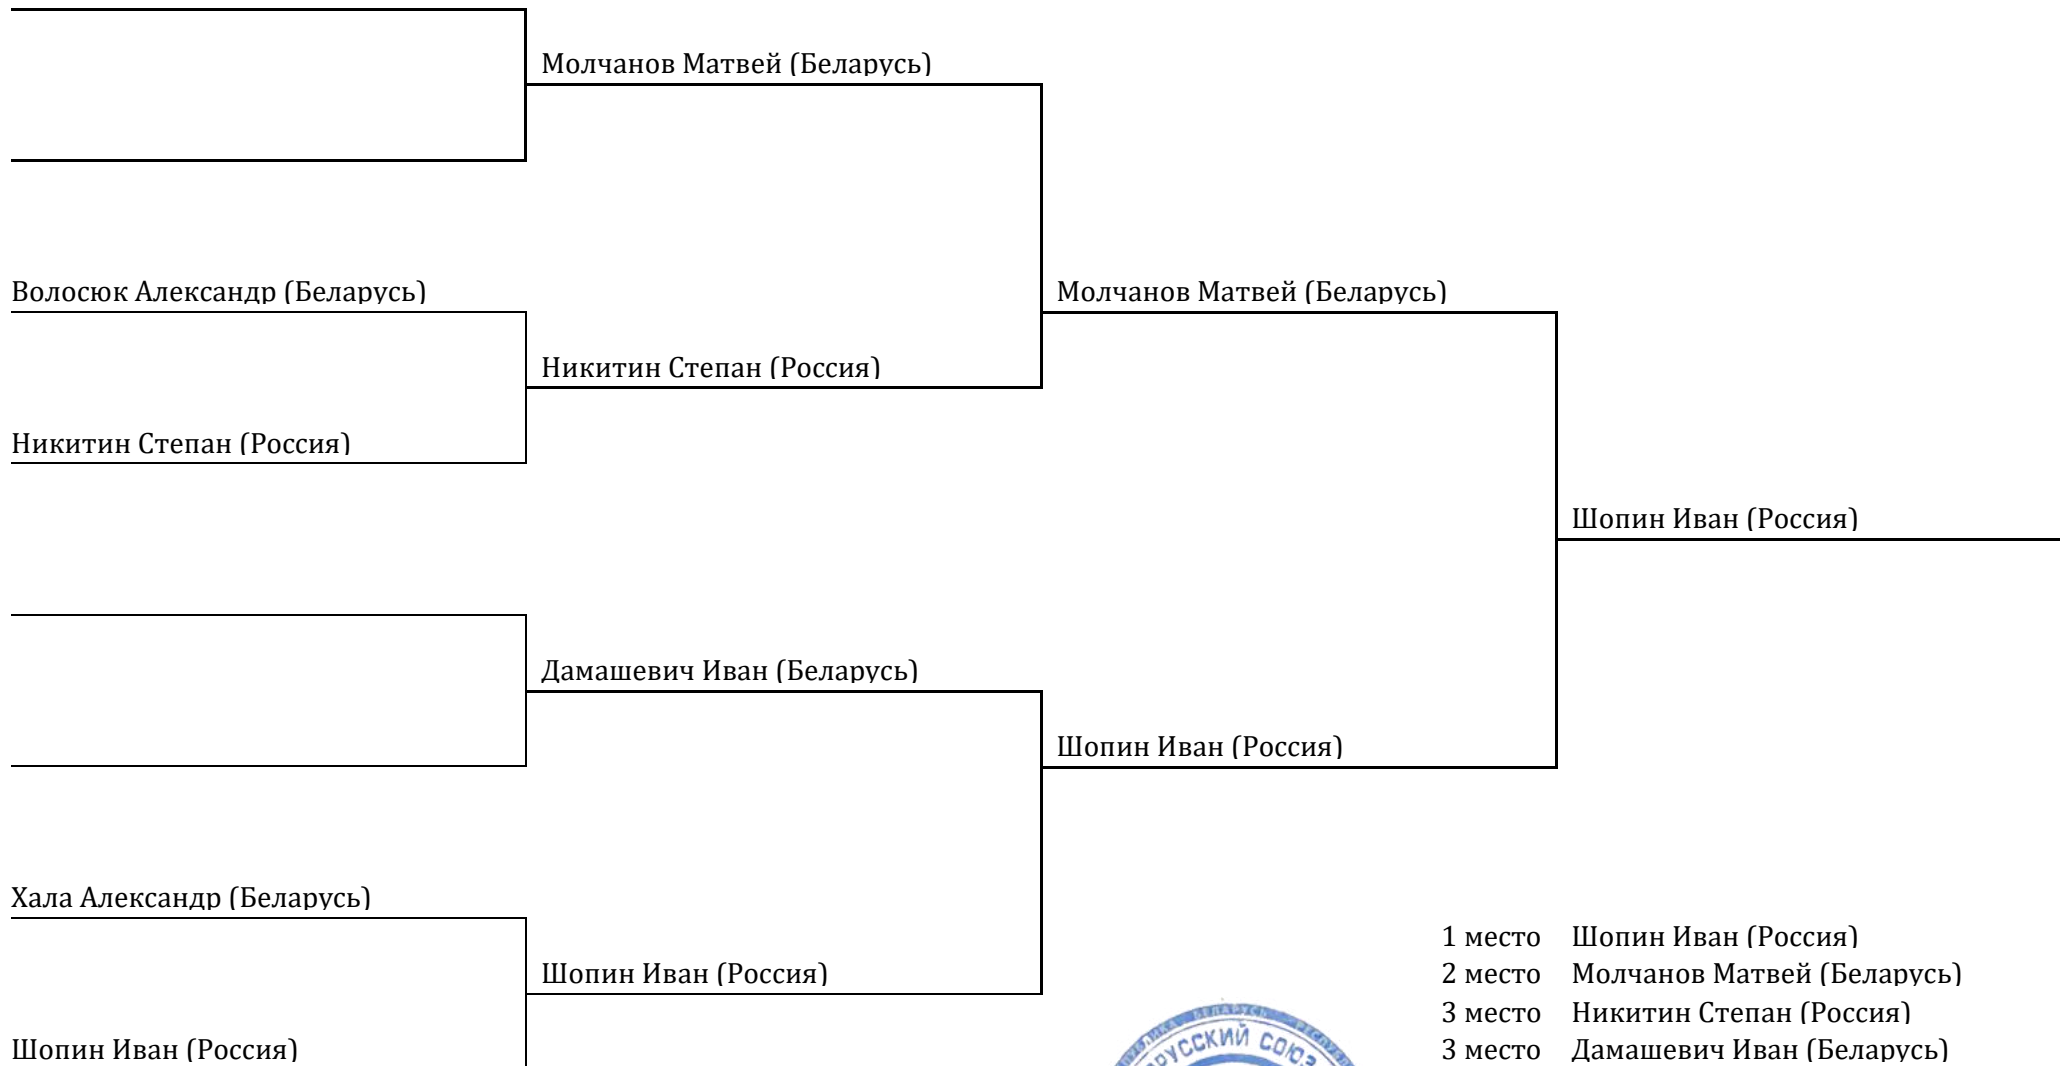 Молчанов Матвей (Беларусь)
Волосюк Александр (Беларусь)
Молчанов Матвей (Беларусь)
Никитин Степан (Россия)
Никитин Степан (Россия)
Шопин Иван (Россия)
Дамашевич Иван (Беларусь)
Шопин Иван (Россия)
Хала Александр (Беларусь)
1 место Шопин Иван (Россия)
Шопин Иван (Россия)
2 место Молчанов Матвей (Беларусь)
3 место Никитин Степан (Россия)
Шопин Иван (Россия)
3 место Дамашевич Иван (Беларусь)
БЕЛАРУСЬ
СОЮЗ